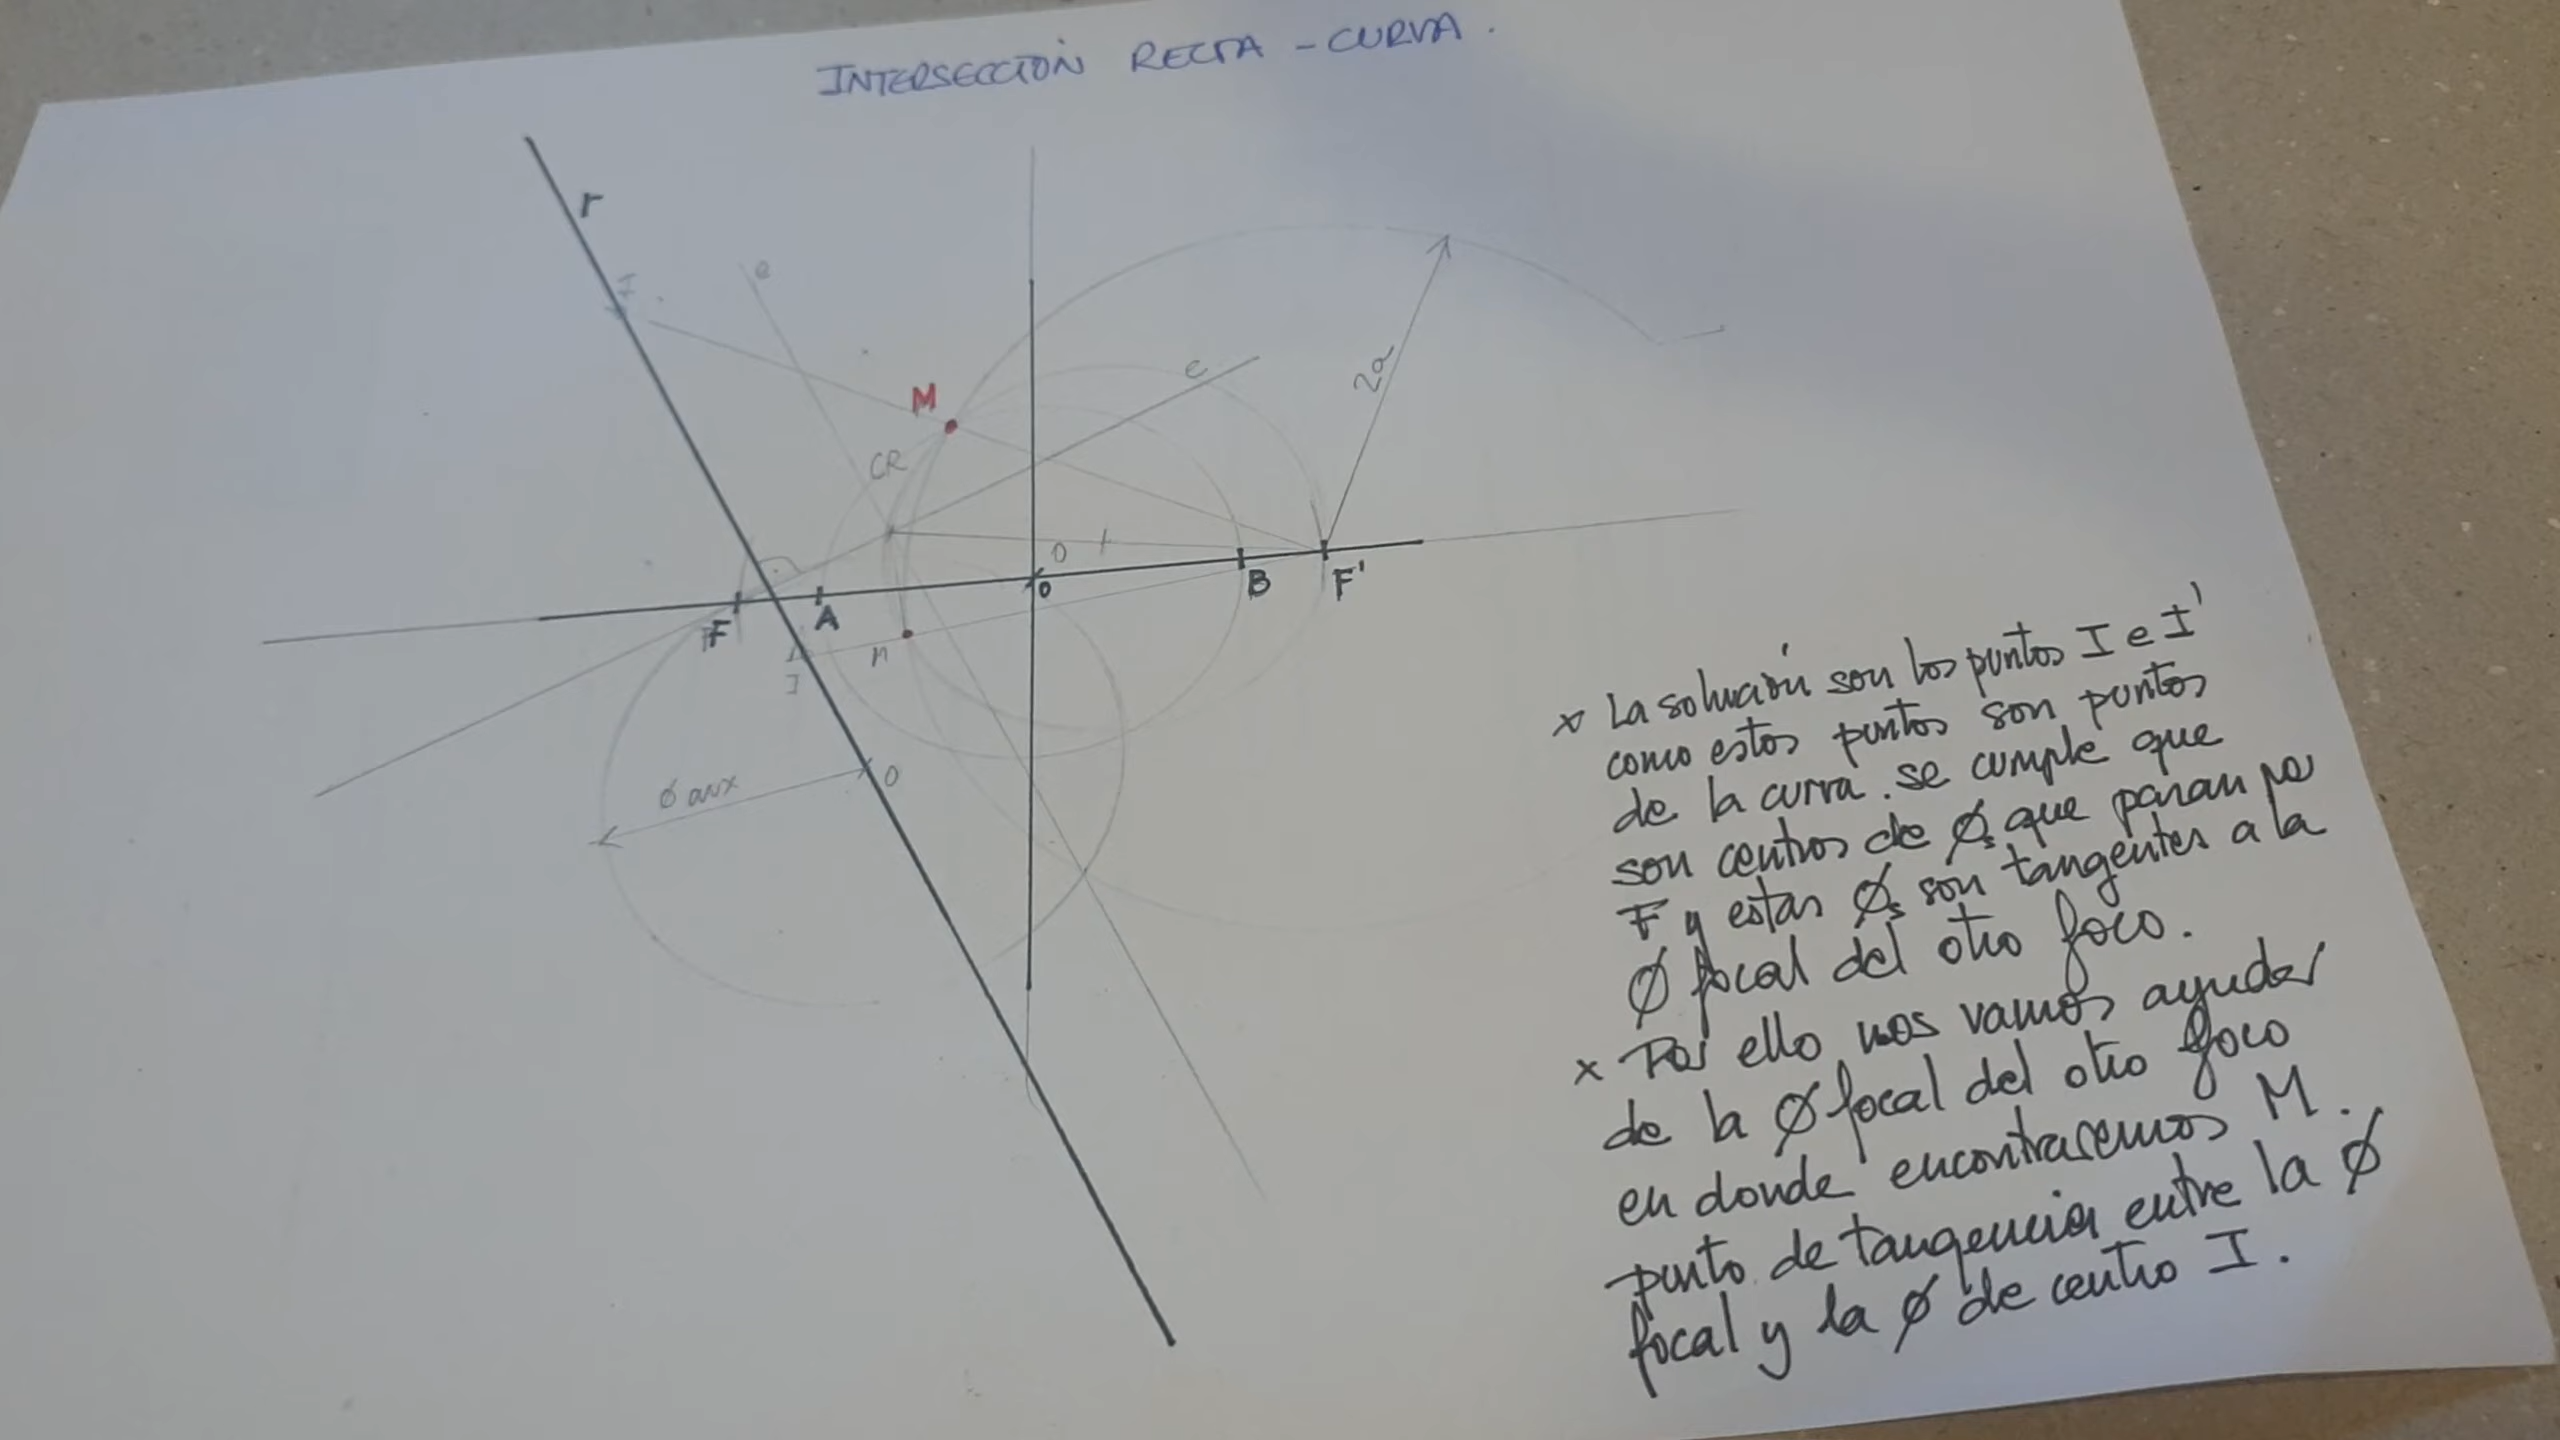 INTERSECCIÓN RECTA - CURVA.
r
I
e
M
e
2a
CR
O
O
F
A
B
F'
I
M
Ø aux
O
x La solución son los puntos I e I'
como estos puntos son puntos
de la curva. se cumple que
son centros de Øs que pasan por
F y estas Øs son tangentes a la
Ø focal del otro foco.
x Por ello nos vamos ayudar
de la Ø focal del otro foco
en donde encontraremos M.
punto de tangencia entre la Ø
focal y la Ø de centro I.